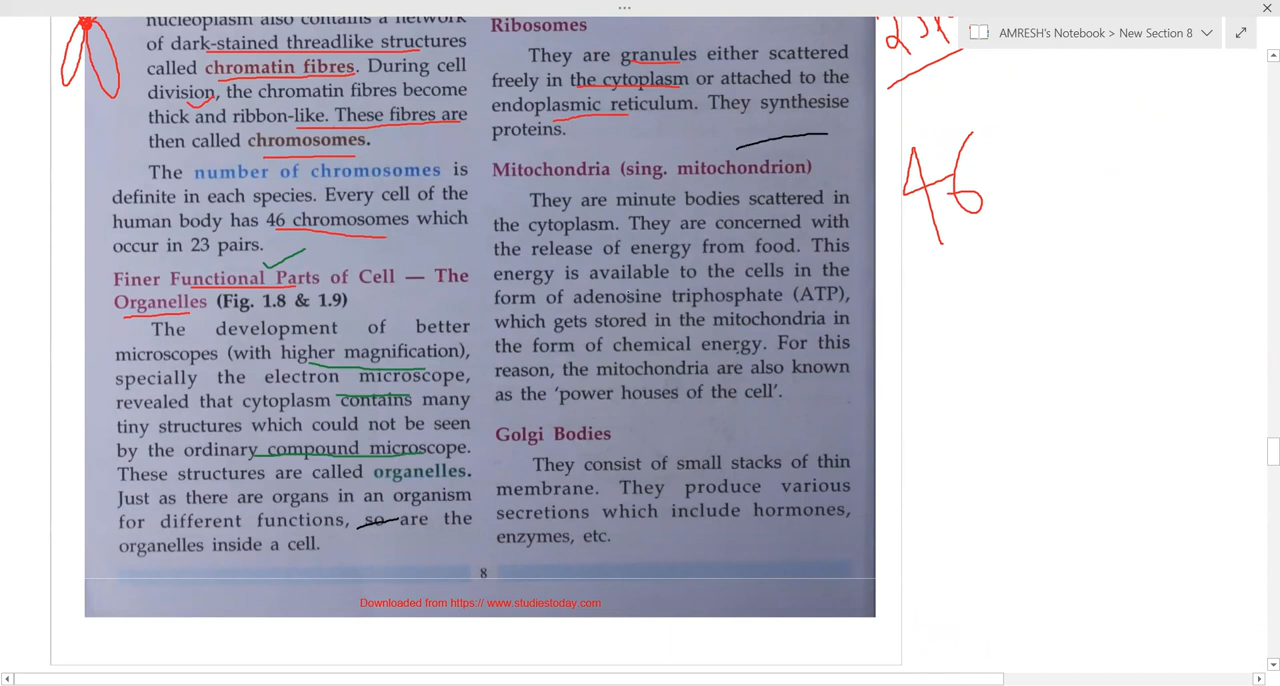 AMRESH's Notebook > New Section 8
nucleoplasm also contains a network
of dark-stained threadlike structures
called chromatin fibres. During cell
division, the chromatin fibres become
thick and ribbon-like. These fibres are
then called chromosomes.
The number of chromosomes is
definite in each species. Every cell of the
human body has 46 chromosomes which
occur in 23 pairs.
Finer Functional Parts of Cell — The
Organelles (Fig. 1.8 & 1.9)
The development of better
microscopes (with higher magnification),
specially the electron microscope,
revealed that cytoplasm contains many
tiny structures which could not be seen
by the ordinary compound microscope.
These structures are called organelles.
Just as there are organs in an organism
for different functions, so are the
organelles inside a cell.
Ribosomes
They are granules either scattered
freely in the cytoplasm or attached to the
endoplasmic reticulum. They synthesise
proteins.
Mitochondria (sing. mitochondrion)
They are minute bodies scattered in
the cytoplasm. They are concerned with
the release of energy from food. This
energy is available to the cells in the
form of adenosine triphosphate (ATP),
which gets stored in the mitochondria in
the form of chemical energy. For this
reason, the mitochondria are also known
as the 'power houses of the cell'.
Golgi Bodies
They consist of small stacks of thin
membrane. They produce various
secretions which include hormones,
enzymes, etc.
8
Downloaded from https:// www.studiestoday.com
46